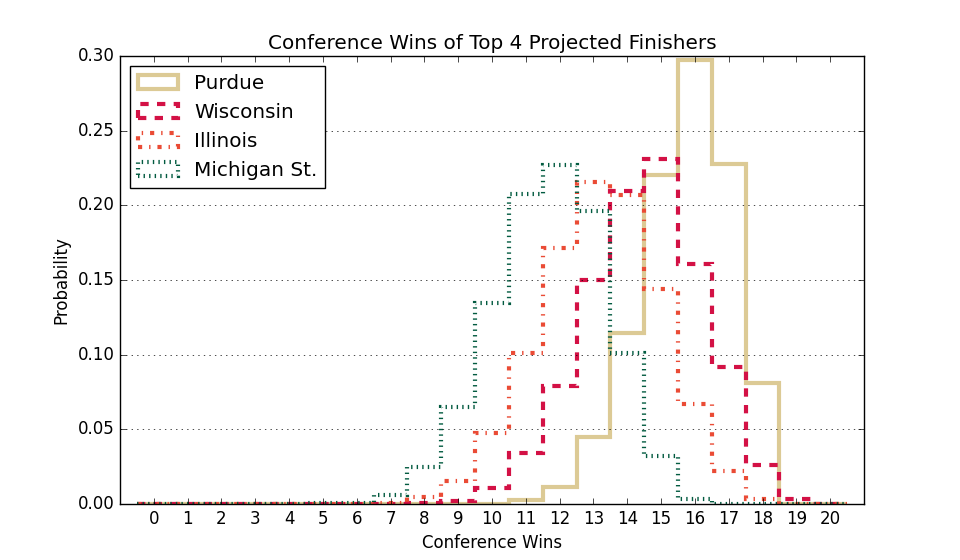 Conference Wins of Top 4 Projected Finishers
Purdue
Wisconsin
Illinois
Michigan St.
Probability
0.30
0.25
0.20
0.15
0.10
0.05
0.00
0 1 2 3 4 5 6 7 8 9 10 11 12 13 14 15 16 17 18 19 20
Conference Wins